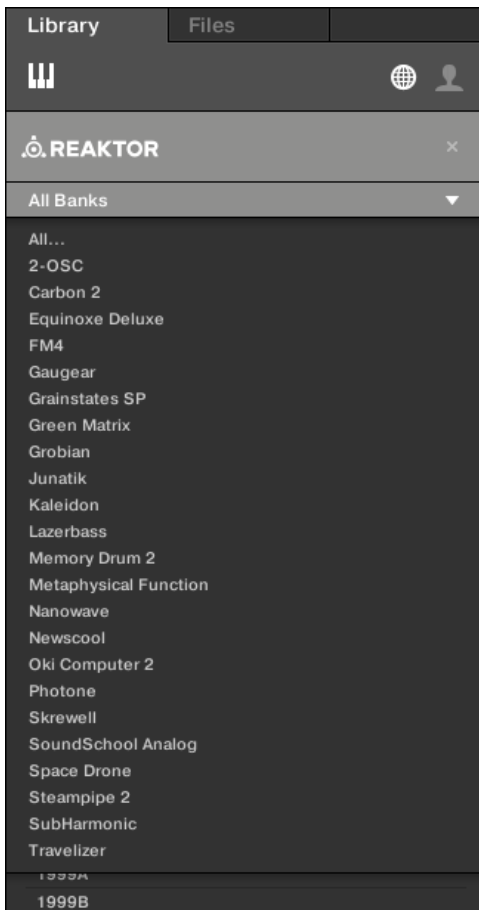 Library Files
REAKTOR ×
All Banks
All...
2-OSC
Carbon 2
Equinoxe Deluxe
FM4
Gaugear
Grainstates SP
Green Matrix
Grobian
Junatik
Kaleidon
Lazerbass
Memory Drum 2
Metaphysical Function
Nanowave
Newscool
Oki Computer 2
Photone
Skrewell
SoundSchool Analog
Space Drone
Steampipe 2
SubHarmonic
Travelizer
1999A
1999B